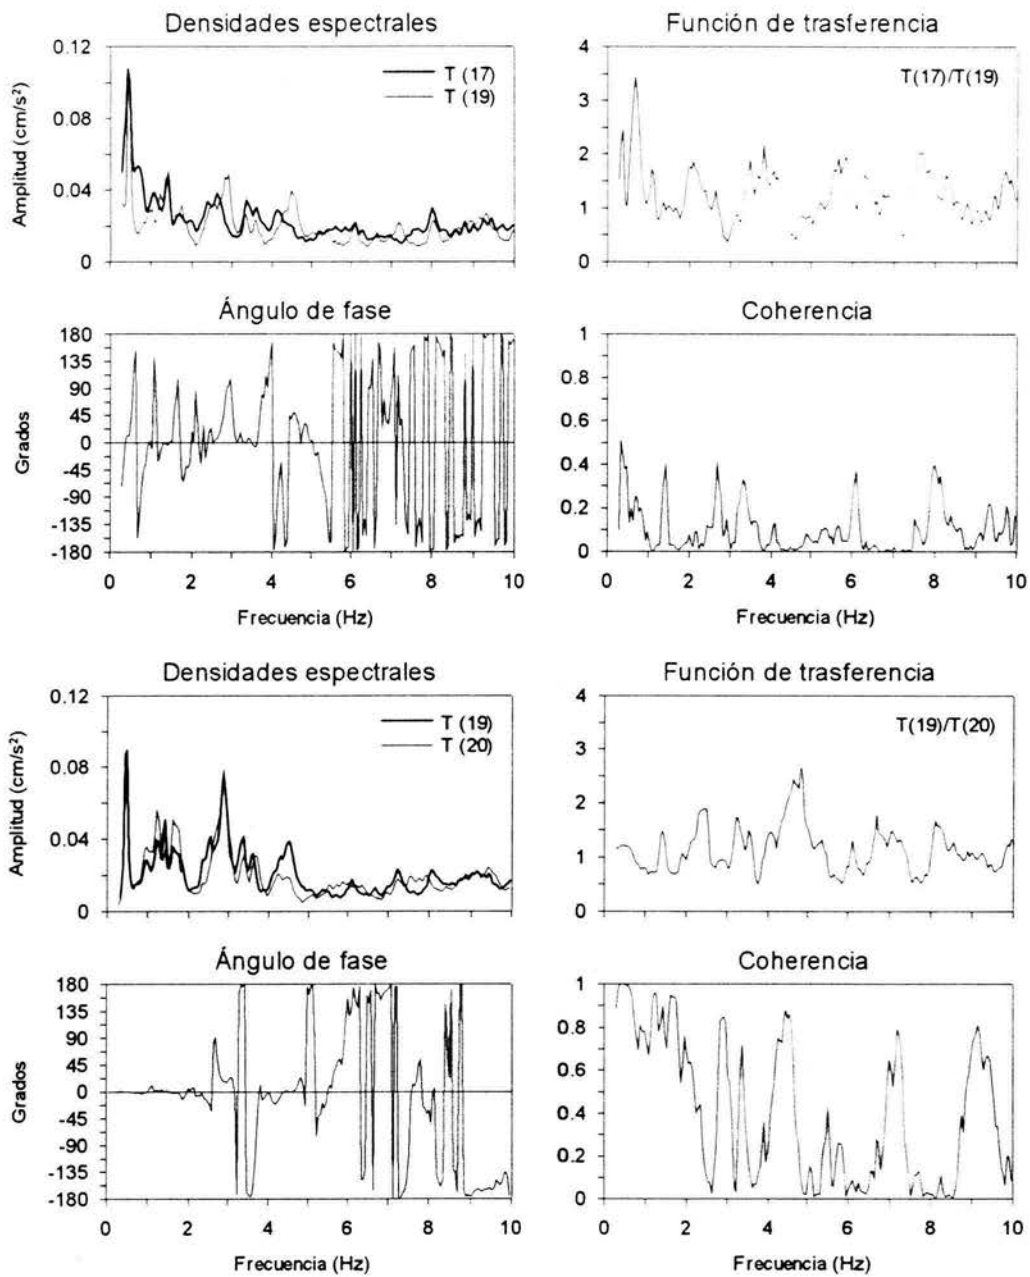 Densidades espectrales
Función de trasferencia
Amplitud (cm/s²)
0.12
0.08
0.04
0
T (17)
T (19)
4
3
2
1
0
T(17)/T(19)
Ángulo de fase
Coherencia
Grados
180
135
90
45
0
-45
-90
-135
-180
0 2 4 6 8 10
Frecuencia (Hz)
1
0.8
0.6
0.4
0.2
0
0 2 4 6 8 10
Frecuencia (Hz)
Densidades espectrales
Función de trasferencia
Amplitud (cm/s²)
0.12
0.08
0.04
0
T (19)
T (20)
4
3
2
1
0
T(19)/T(20)
Ángulo de fase
Coherencia
Grados
180
135
90
45
0
-45
-90
-135
-180
0 2 4 6 8 10
Frecuencia (Hz)
1
0.8
0.6
0.4
0.2
0
0 2 4 6 8 10
Frecuencia (Hz)